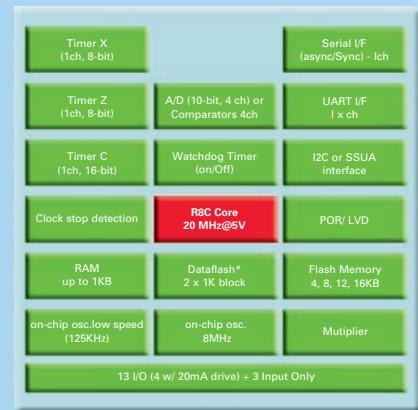 Timer X
(1ch, 8-bit)
Serial I/F
(async/Sync) - Ich
Timer Z
(1ch, 8-bit)
A/D (10-bit, 4 ch) or
Comparators 4ch
UART I/F
I x ch
Timer C
(1ch, 16-bit)
Watchdog Timer
(on/Off)
I2C or SSUA
interface
Clock stop detection
R8C Core
20 MHz@5V
POR/ LVD
RAM
up to 1KB
Dataflash*
2 x 1K block
Flash Memory
4, 8, 12, 16KB
on-chip osc.low speed
(125KHz)
on-chip osc.
8MHz
Mutiplier
13 I/O (4 w/ 20mA drive) + 3 Input Only